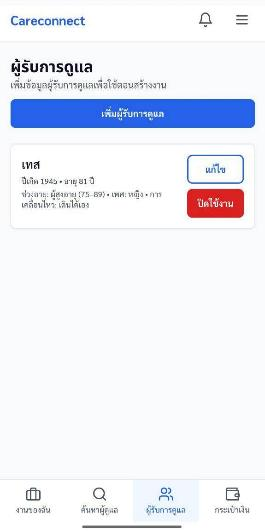 Careconnect
ผู้รับการดูแล
เพิ่มข้อมูลผู้รับการดูแลเพื่อใช้ตอนสร้างงาน
เพิ่มผู้รับการดูแล
เทส
ปีเกิด 1945 • อายุ 81 ปี
ช่วงอายุ: ผู้สูงอายุ (75–89) • เพศ: หญิง • การ
เคลื่อนไหว: เดินได้เอง
แก้ไข
ปิดใช้งาน
งานของฉัน
ค้นหาผู้ดูแล
ผู้รับการดูแล
กระเป๋าเงิน